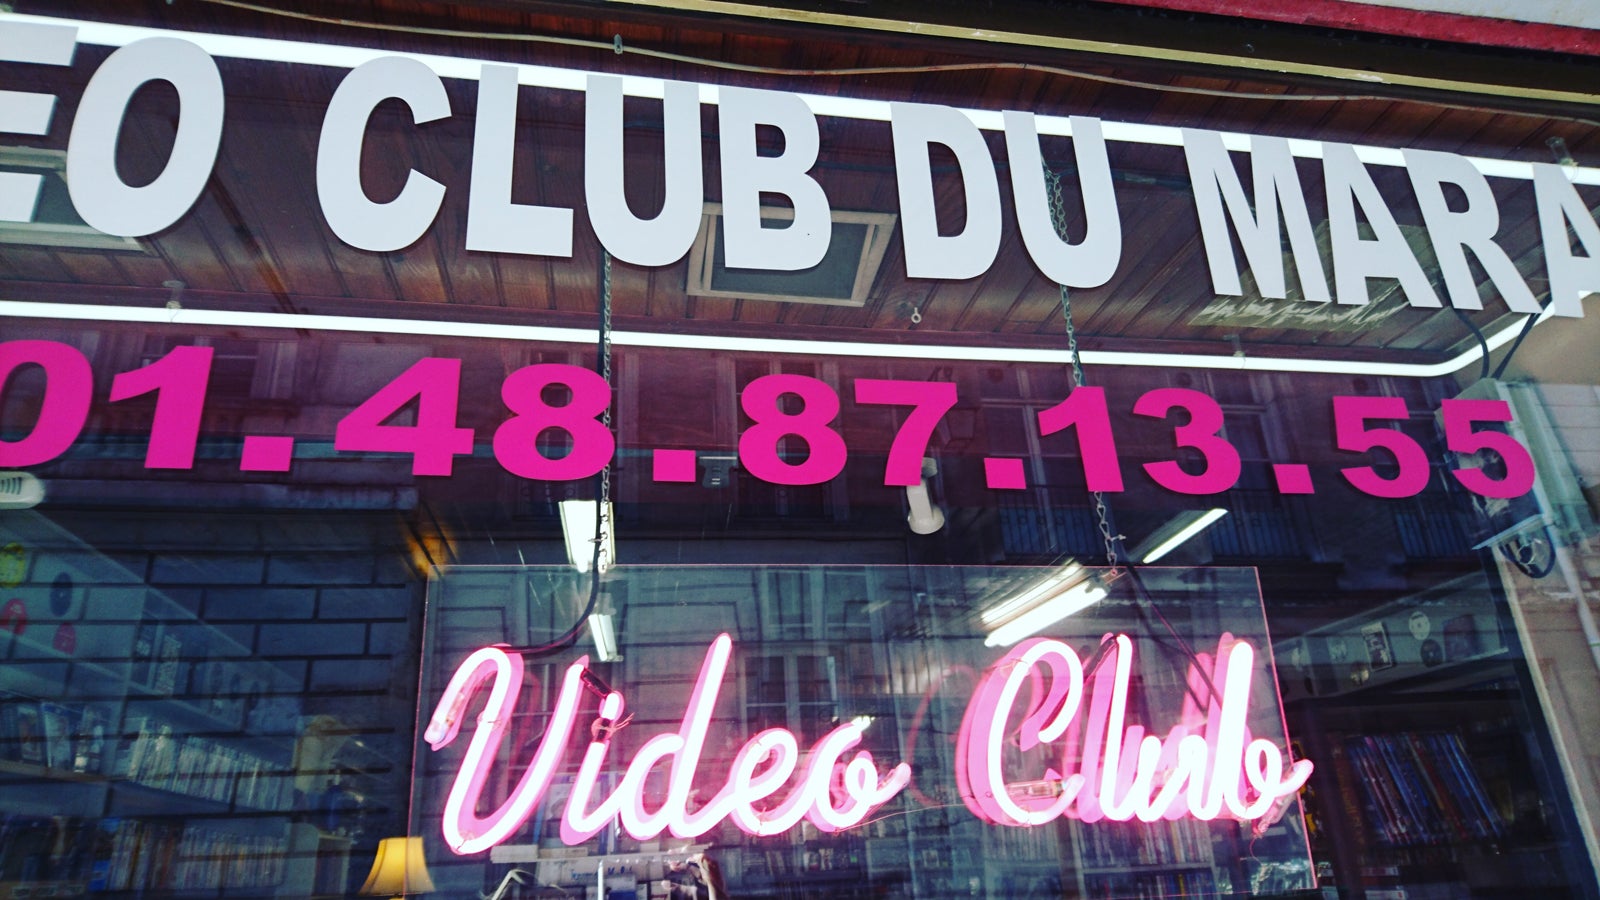 EO CLUB DU MARA
01.48.87.13.55
Video Club